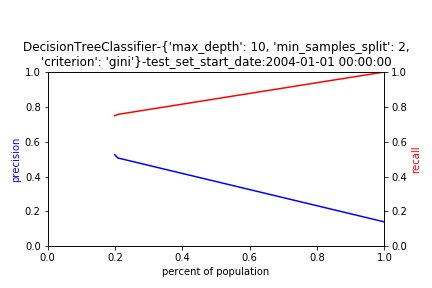 DecisionTreeClassifier-{'max_depth': 10, 'min_samples_split': 2,
'criterion': 'gini'}-test_set_start_date:2004-01-01 00:00:00
1.0
0.8
0.6
0.4
0.2
0.0
precision
1.0
0.8
0.6
0.4
0.2
0.0
recall
0.0 0.2 0.4 0.6 0.8 1.0
percent of population